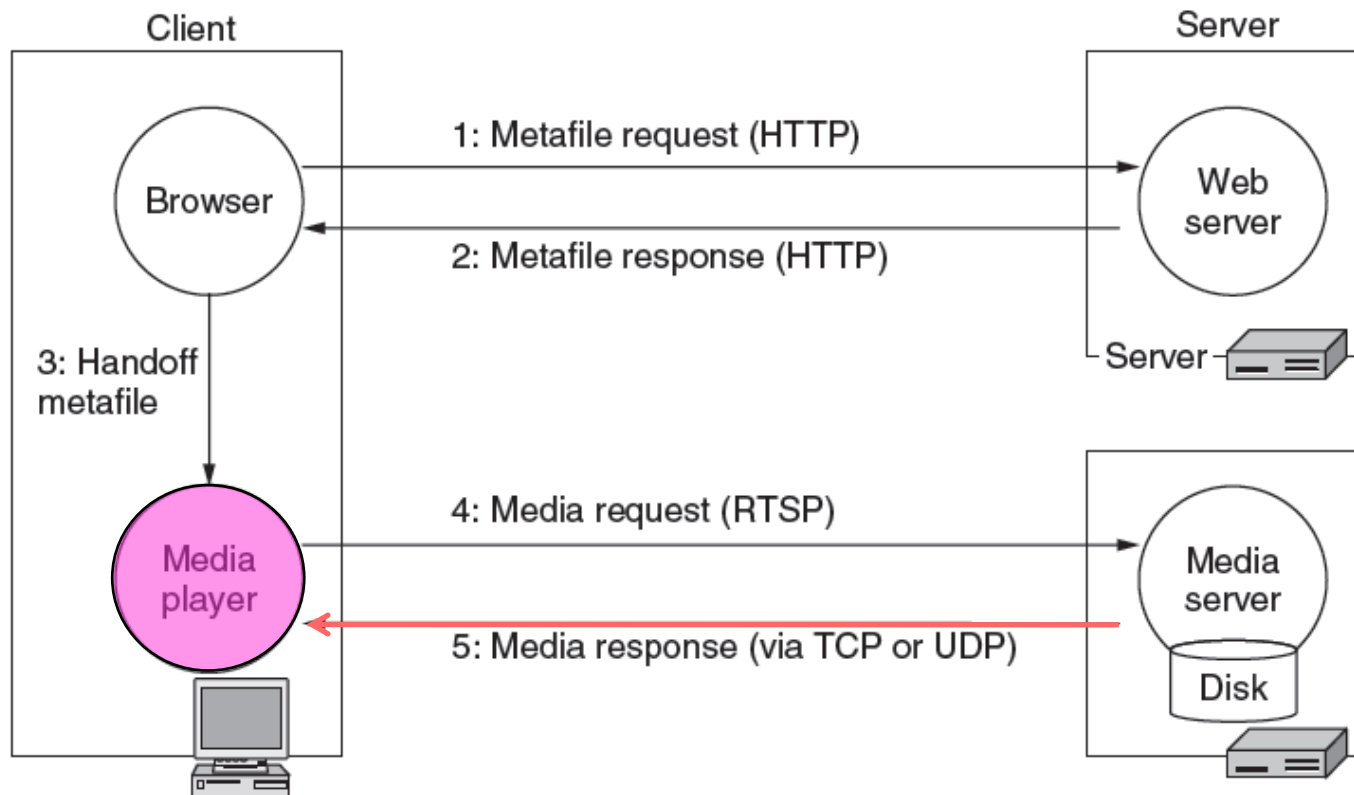 Client
Server
1: Metafile request (HTTP)
Browser
Web
server
2: Metafile response (HTTP)
3: Handoff
metafile
Server
4: Media request (RTSP)
Media
player
Media
server
5: Media response (via TCP or UDP)
Disk